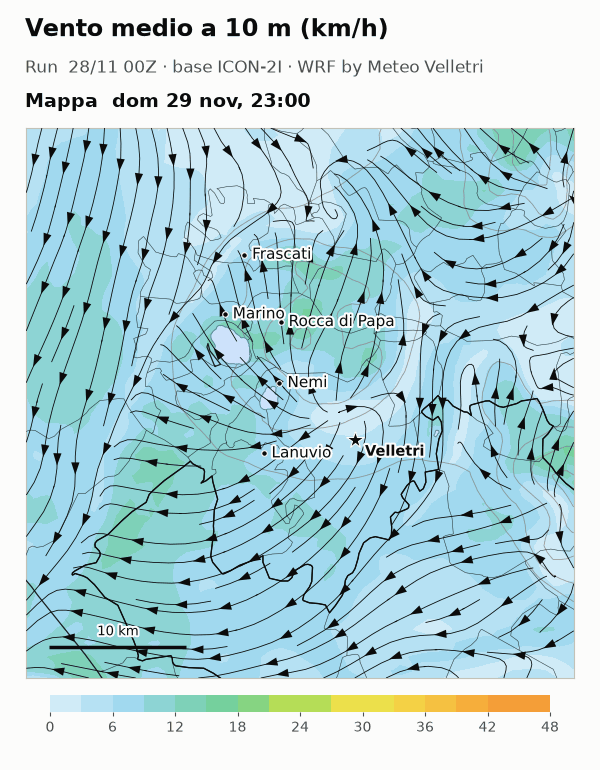 Vento medio a 10 m (km/h)
Run 28/11 00Z · base ICON-2I · WRF by Meteo Velletri
Mappa dom 29 nov, 23:00
Frascati
Marino
Rocca di Papa
Nemi
Velletri
Lanuvio
10 km
0 6 12 18 24 30 36 42 48